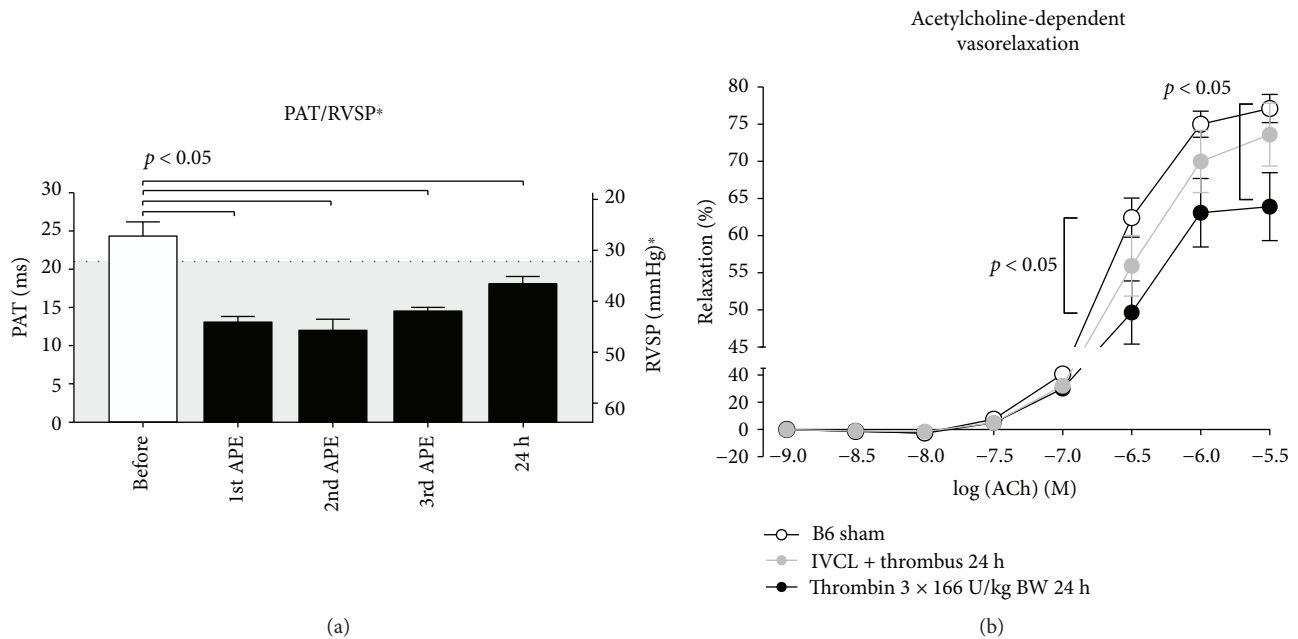 PAT/RVSP*
p < 0.05
30
25
20
15
10
5
0
PAT (ms)
20
30
40
50
60
RVSP (mmHg)*
Before
1st APE
2nd APE
3rd APE
24 h
(a)
Acetylcholine-dependent
vasorelaxation
80
75
70
65
60
55
50
45
40
20
0
−20
Relaxation (%)
p < 0.05
p < 0.05
−9.0 −8.5 −8.0 −7.5 −7.0 −6.5 −6.0 −5.5
log (ACh) (M)
B6 sham
IVCL + thrombus 24 h
Thrombin 3 × 166 U/kg BW 24 h
(b)